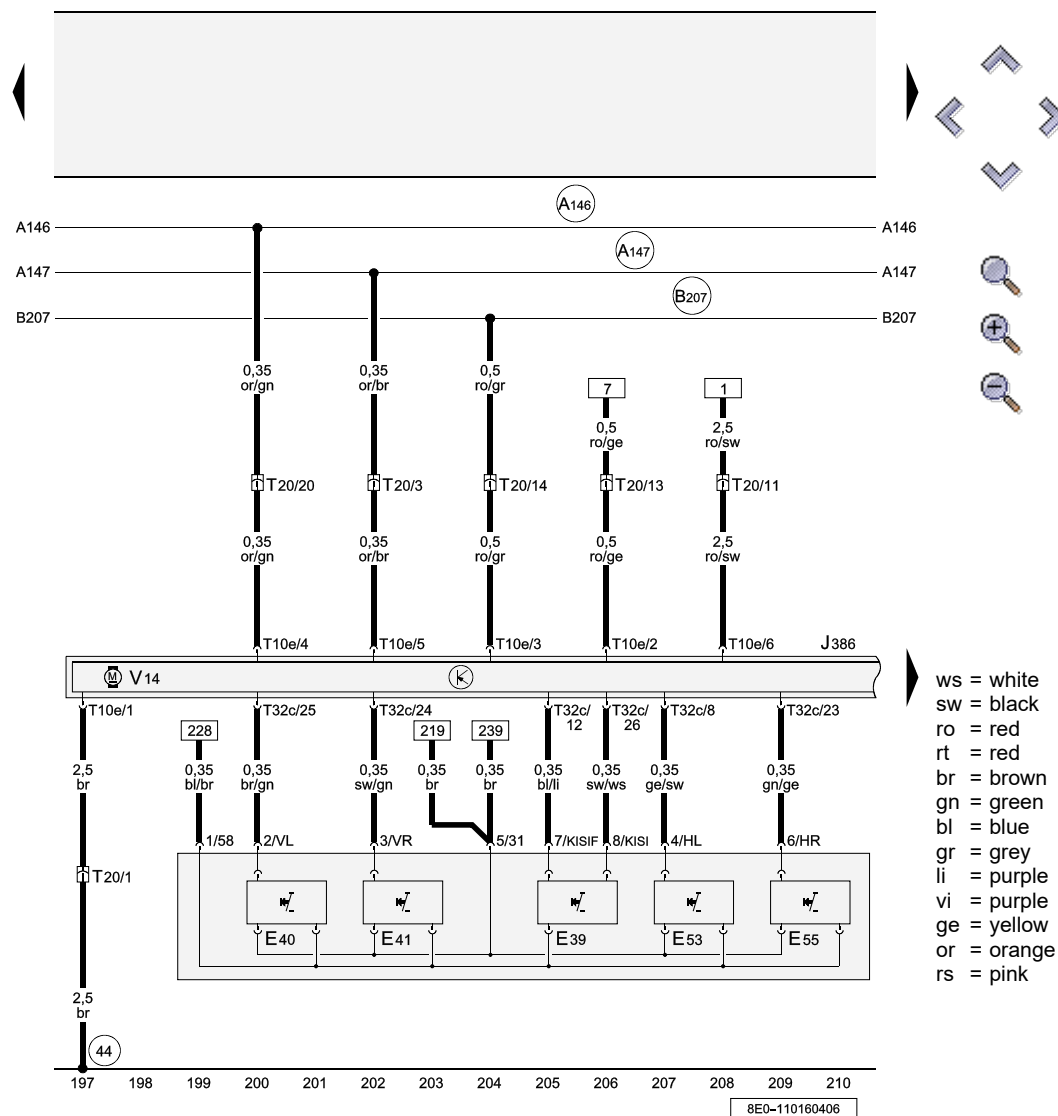 A146
A146
A146
A147
A147
A147
B207
B207
B207
0,35
or/gn
0,35
or/br
0,5
ro/gr
7
0,5
ro/ge
1
2,5
ro/sw
T20/20
T20/3
T20/14
T20/13
T20/11
0,35
or/gn
0,35
or/br
0,5
ro/gr
0,5
ro/ge
2,5
ro/sw
T10e/4
T10e/5
T10e/3
T10e/2
T10e/6
J386
M
V14
K
T10e/1
T32c/25
T32c/24
T32c/
12
T32c/
26
T32c/8
T32c/23
228
219
239
2,5
br
0,35
bl/br
0,35
br/gn
0,35
sw/gn
0,35
br
0,35
br
0,35
bl/li
0,35
sw/ws
0,35
ge/sw
0,35
gn/ge
1/58
2/VL
3/VR
5/31
7/KISIF
8/KISI
4/HL
6/HR
T20/1
E40
E41
E39
E53
E55
2,5
br
44
197 198 199 200 201 202 203 204 205 206 207 208 209 210
8E0-110160406
ws = white
sw = black
ro = red
rt = red
br = brown
gn = green
bl = blue
gr = grey
li = purple
vi = purple
ge = yellow
or = orange
rs = pink